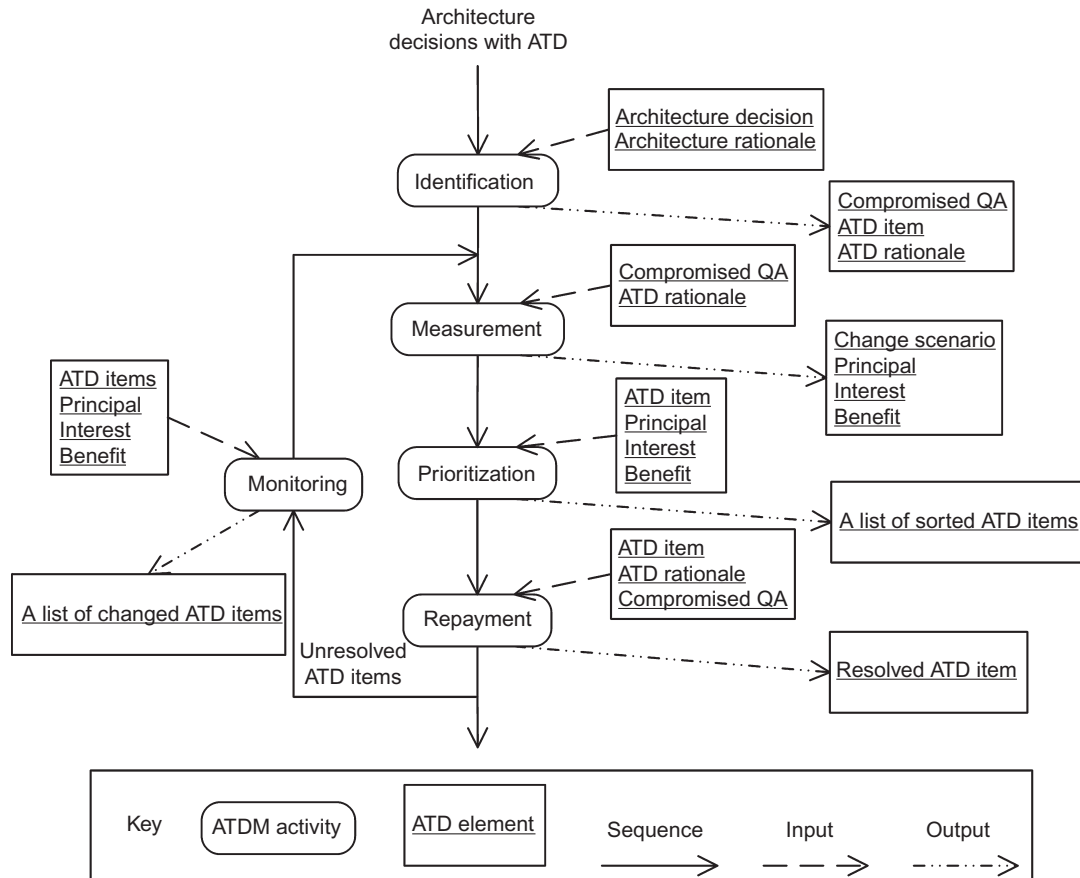 Architecture
decisions with ATD
Architecture decision
Architecture rationale
Identification
Compromised QA
ATD item
ATD rationale
Compromised QA
ATD rationale
Measurement
Change scenario
Principal
Interest
Benefit
ATD items
Principal
Interest
Benefit
ATD item
Principal
Interest
Benefit
Monitoring
Prioritization
A list of sorted ATD items
ATD item
ATD rationale
Compromised QA
A list of changed ATD items
Repayment
Unresolved
ATD items
Resolved ATD item
Key
ATDM activity
ATD element
Sequence
Input
Output